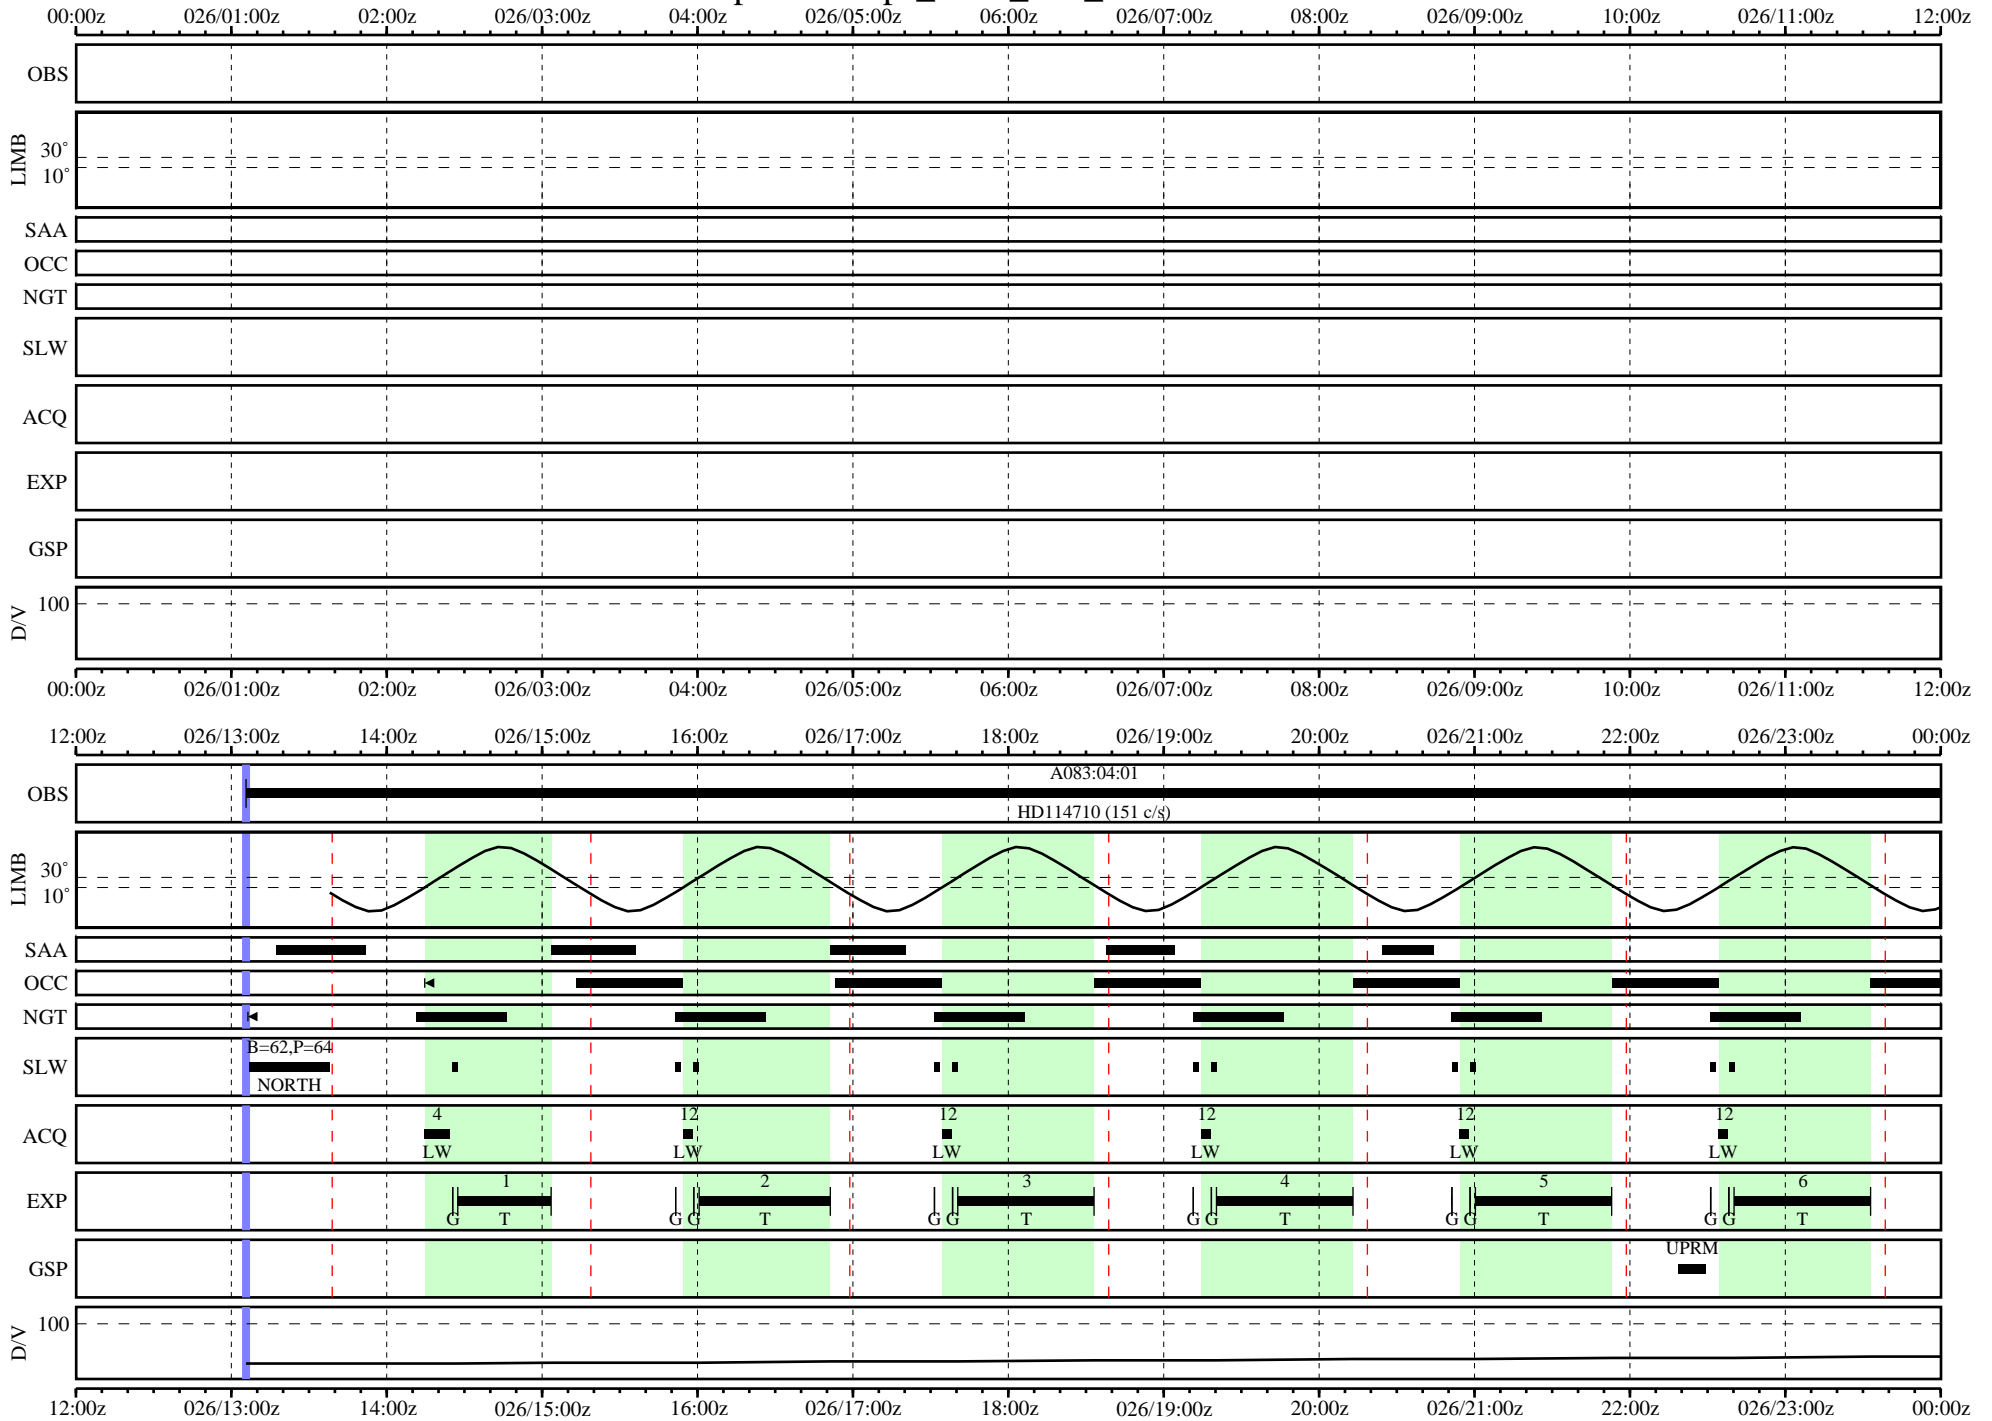 00:00z 026/01:00z 02:00z 026/03:00z 04:00z 026/05:00z 06:00z 026/07:00z 08:00z 026/09:00z 10:00z 026/11:00z 12:00z
OBS
LIMB 30°
10°
SAA
OCC
NGT
SLW
ACQ
EXP
GSP
D/V 100
00:00z 026/01:00z 02:00z 026/03:00z 04:00z 026/05:00z 06:00z 026/07:00z 08:00z 026/09:00z 10:00z 026/11:00z 12:00z
12:00z 026/13:00z 14:00z 026/15:00z 16:00z 026/17:00z 18:00z 026/19:00z 20:00z 026/21:00z 22:00z 026/23:00z 00:00z
A083:04:01
OBS
HD114710 (151 c/s)
LIMB 30°
10°
SAA
OCC
NGT
B=62,P=64
SLW
NORTH
4 12 12 12 12 12
ACQ
LW LW LW LW LW LW
1 2 3 4 5 6
EXP
G T G G T G G T G G T G G T G G T
UPRM
GSP
D/V 100
12:00z 026/13:00z 14:00z 026/15:00z 16:00z 026/17:00z 18:00z 026/19:00z 20:00z 026/21:00z 22:00z 026/23:00z 00:00z